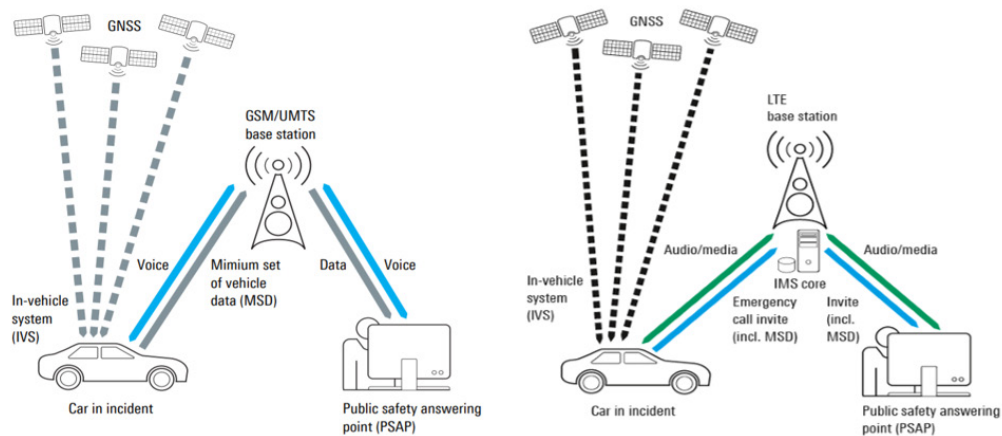 GNSS
GSM/UMTS
base station
Voice
Mimium set
of vehicle
data (MSD)
Data
Voice
In-vehicle
system
(IVS)
Car in incident
Public safety answering
point (PSAP)
GNSS
LTE
base station
Audio/media
Audio/media
IMS core
In-vehicle
system
(IVS)
Emergency
call invite
(incl. MSD)
Invite
(incl.
MSD)
Car in incident
Public safety answering
point (PSAP)